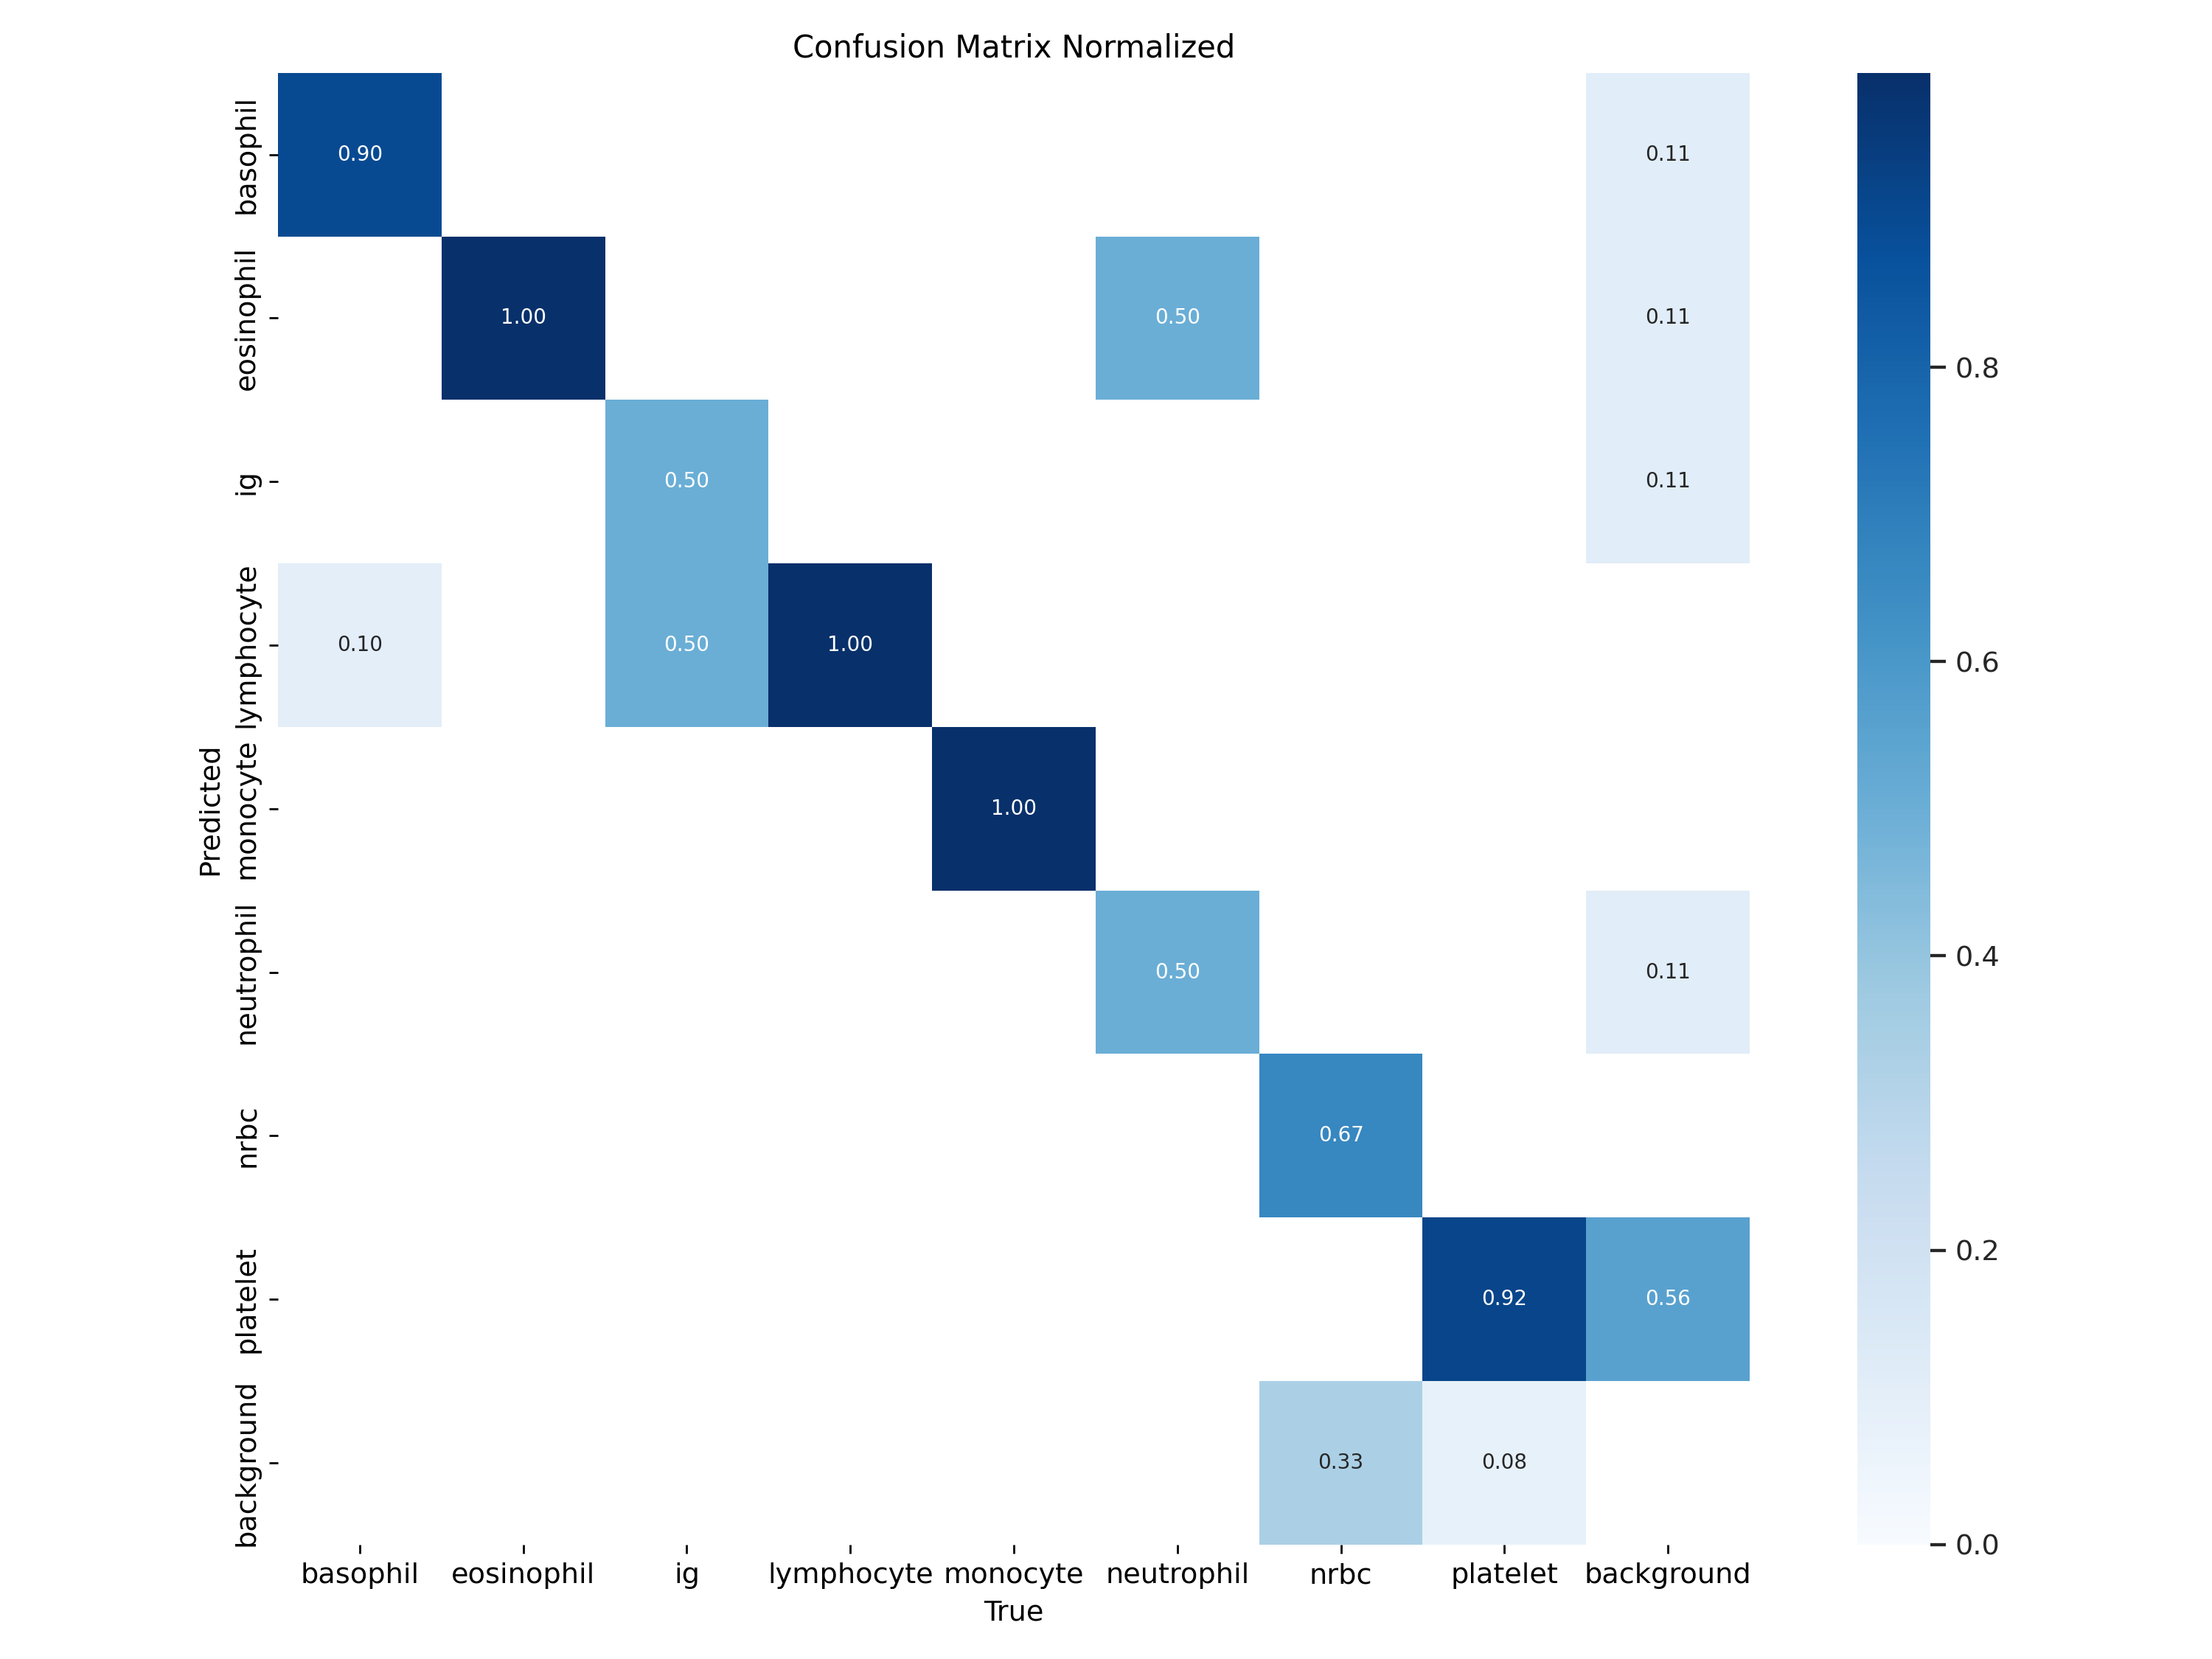 Confusion Matrix Normalized
basophil 0.90 0.11
eosinophil 1.00 0.50 0.11 0.8
ig 0.50 0.11
lymphocyte 0.10 0.50 1.00 0.6
Predicted
monocyte 1.00
neutrophil 0.50 0.11 0.4
nrbc 0.67
platelet 0.92 0.56 0.2
background 0.33 0.08
0.0
basophil eosinophil ig lymphocyte monocyte neutrophil nrbc platelet background
True